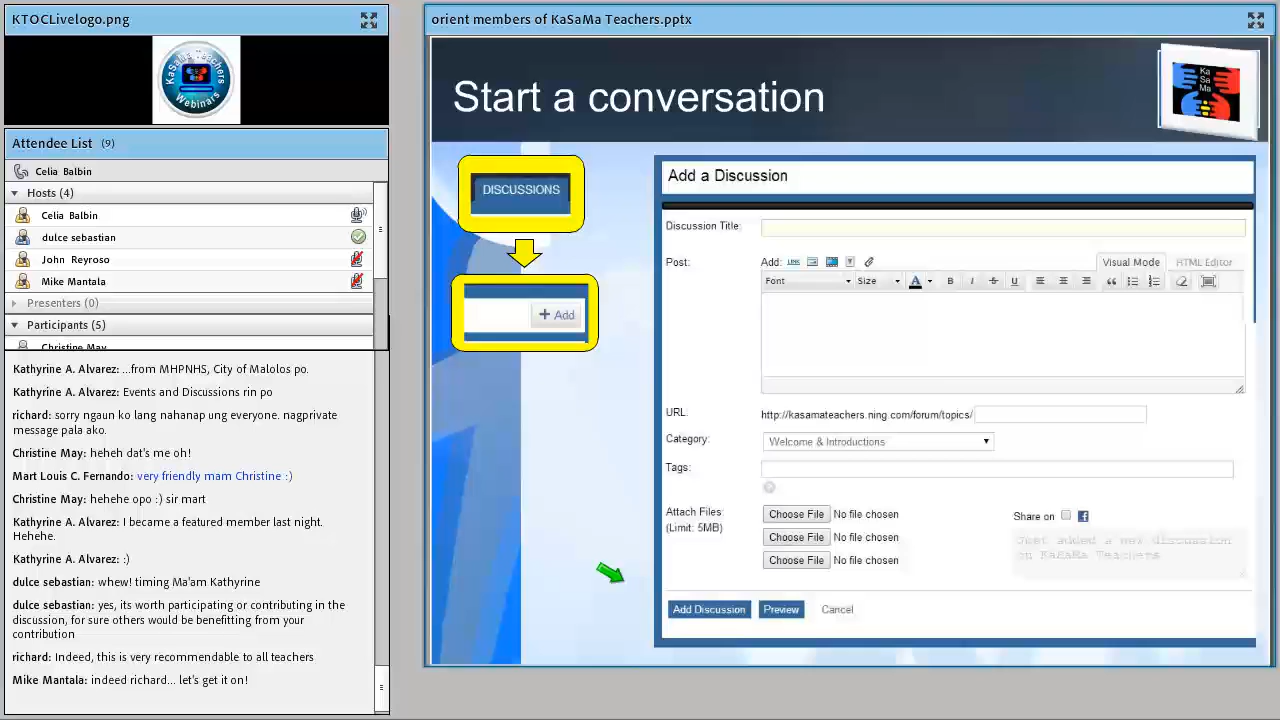 KTOCLivelogo.png
KaSaMa Teachers
Webinars
Attendee List (9)
Celia Balbin
Hosts (4)
Celia Balbin
dulce sebastian
John Reyroso
Mike Mantala
Presenters (0)
Participants (5)
Christine May
Kathyrine A. Alvarez: ...from MHPNHS, City of Malolos po.
Kathyrine A. Alvarez: Events and Discussions rin po
richard: sorry ngaun ko lang nahanap ung everyone. nagprivate
message pala ako.
Christine May: heheh dat's me oh!
Mart Louis C. Fernando: very friendly mam Christine :)
Christine May: hehehe opo :) sir mart
Kathyrine A. Alvarez: I became a featured member last night.
Hehehe.
Kathyrine A. Alvarez: :)
dulce sebastian: whew! timing Ma'am Kathyrine
dulce sebastian: yes, its worth participating or contributing in the
discussion, for sure others would be benefitting from your
contribution
richard: Indeed, this is very recommendable to all teachers
Mike Mantala: indeed richard... let's get it on!
orient members of KaSaMa Teachers.pptx
Start a conversation
Ka
Sa
Ma
DISCUSSIONS
+ Add
Add a Discussion
Discussion Title:
Post:
Add: LINK
Visual Mode
HTML Editor
Font
Size
A
B
I
S
U
URL:
http://kasamateachers.ning.com/forum/topics/
Category:
Welcome & Introductions
Tags:
Attach Files:
(Limit: 5MB)
Choose File No file chosen
Choose File No file chosen
Choose File No file chosen
Share on
f
Just added a new discussion
on KaSaMa Teachers
Add Discussion
Preview
Cancel